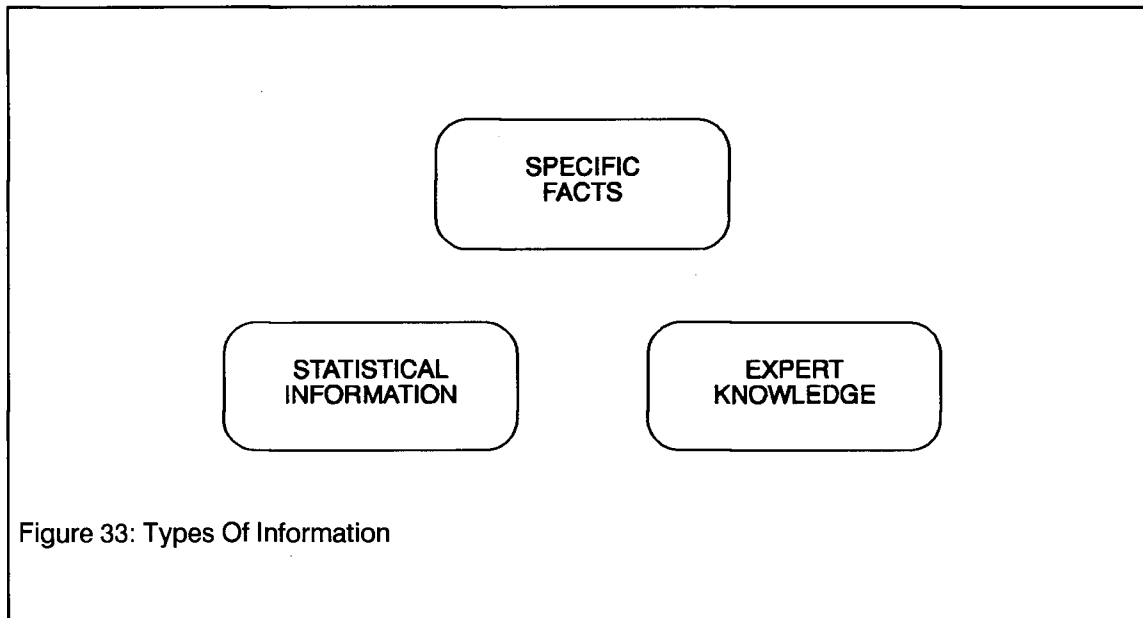 SPECIFIC
FACTS
STATISTICAL
INFORMATION
EXPERT
KNOWLEDGE
Figure 33: Types Of Information